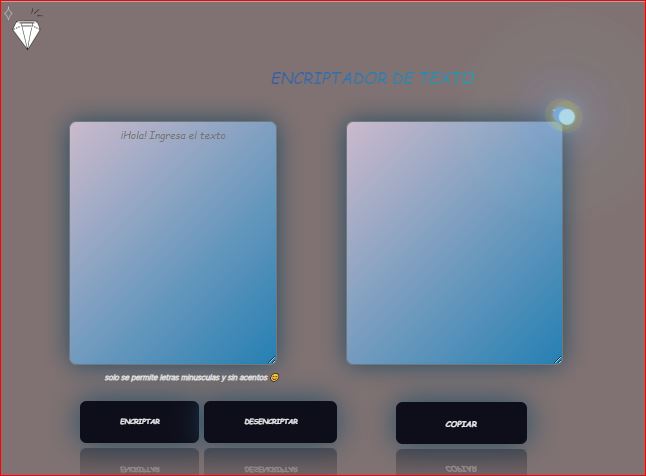 ENCRIPTADOR DE TEXTO
¡Hola! Ingresa el texto
solo se permite letras minusculas y sin acentos 😊
ENCRIPTAR
DESENCRIPTAR
COPIAR